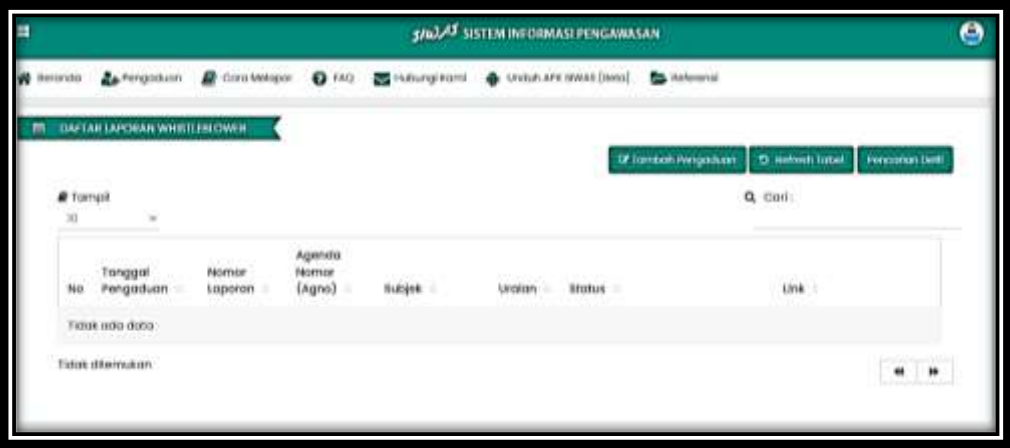 SIWAS SISTEM INFORMASI PENGAWASAN
Beranda Pengaduan Cara Melapor FAQ Hubungi Kami Unduh APK SIWAS [Beta] Referensi
DAFTAR LAPORAN WHISTLEBLOWER
Tambah Pengaduan Refresh Tabel Pencarian Detil
Tampil Cari :
10
No Tanggal Pengaduan Nomor Laporan Agenda Nomor (Agno) Subjek Uraian Status Link
Tidak ada data
Tidak ditemukan